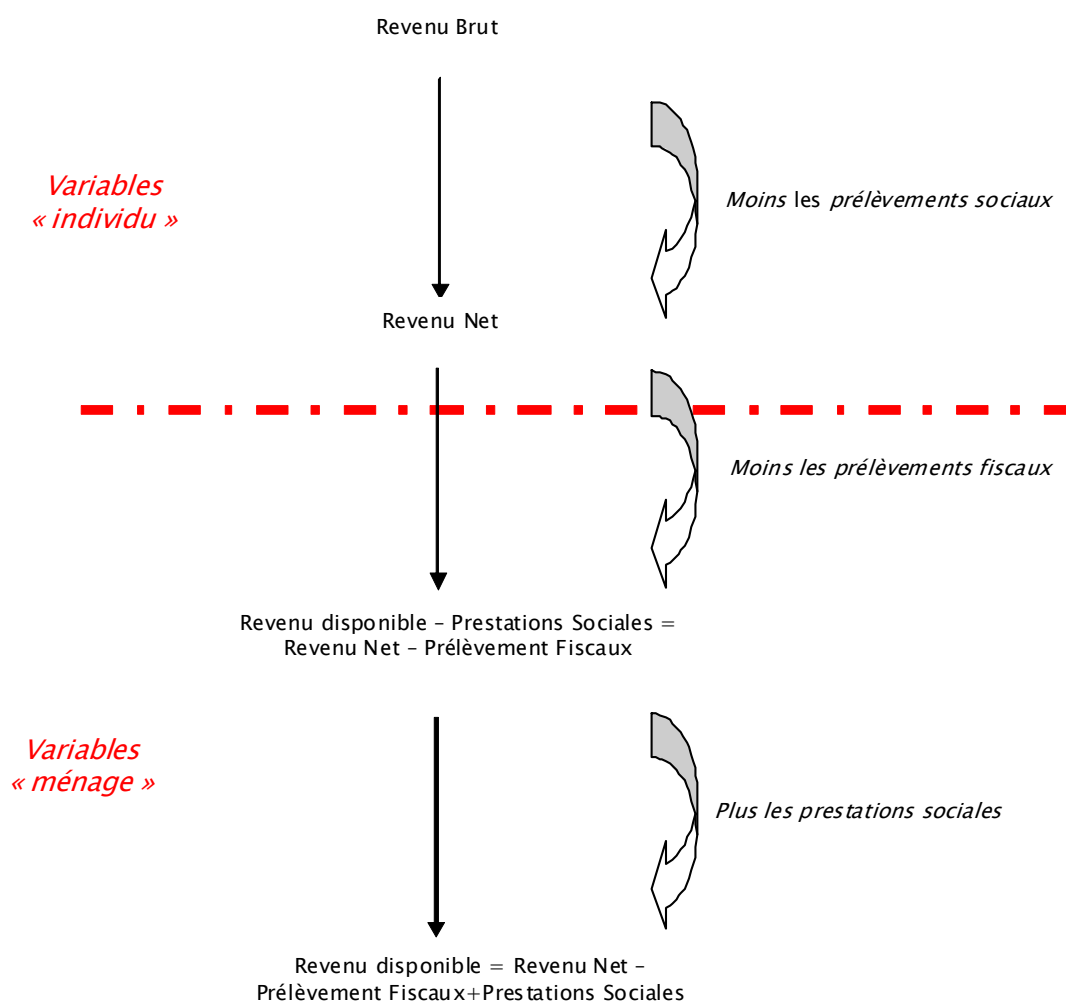 Revenu Brut
Variables
« individu »
Moins les prélèvements sociaux
Revenu Net
Moins les prélèvements fiscaux
Revenu disponible – Prestations Sociales =
Revenu Net – Prélèvement Fiscaux
Variables
« ménage »
Plus les prestations sociales
Revenu disponible = Revenu Net –
Prélèvement Fiscaux+Prestations Sociales